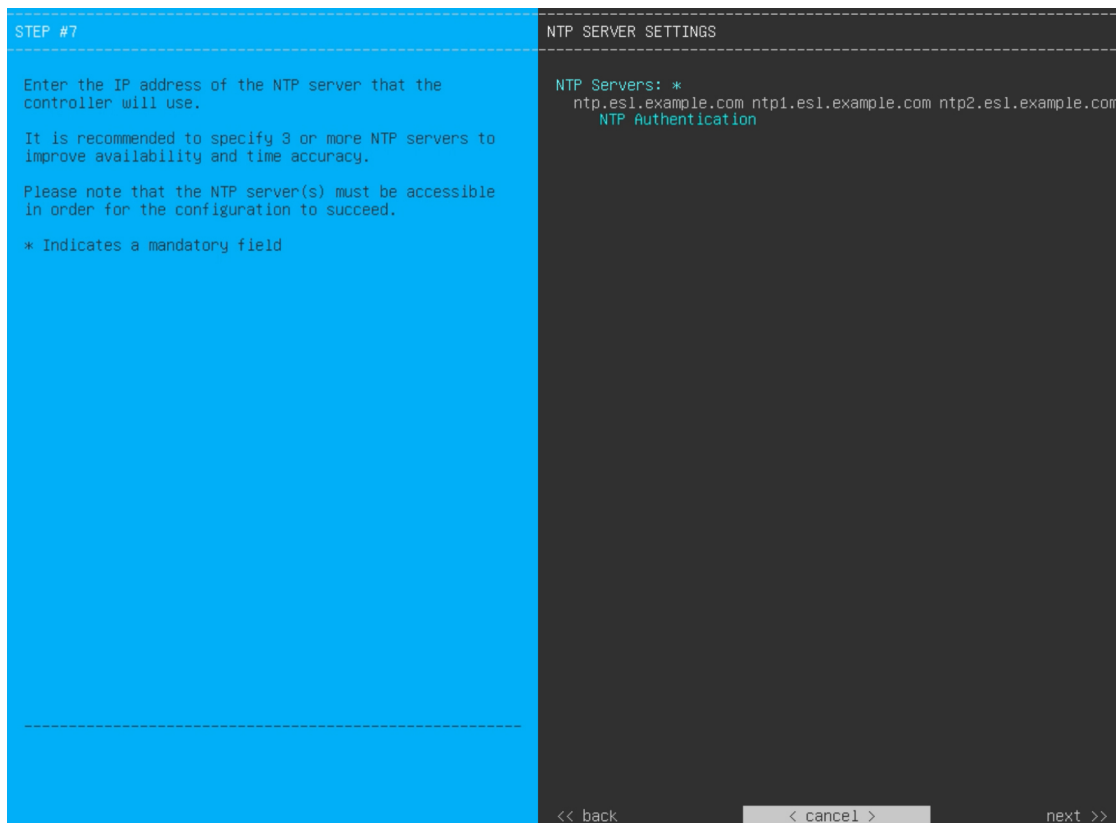 STEP #7
Enter the IP address of the NTP server that the
controller will use.
It is recommended to specify 3 or more NTP servers to
improve availability and time accuracy.
Please note that the NTP server(s) must be accessible
in order for the configuration to succeed.
* Indicates a mandatory field
NTP SERVER SETTINGS
NTP Servers: *
ntp.esl.example.com ntp1.esl.example.com ntp2.esl.example.com
NTP Authentication
<< back
< cancel >
next >>